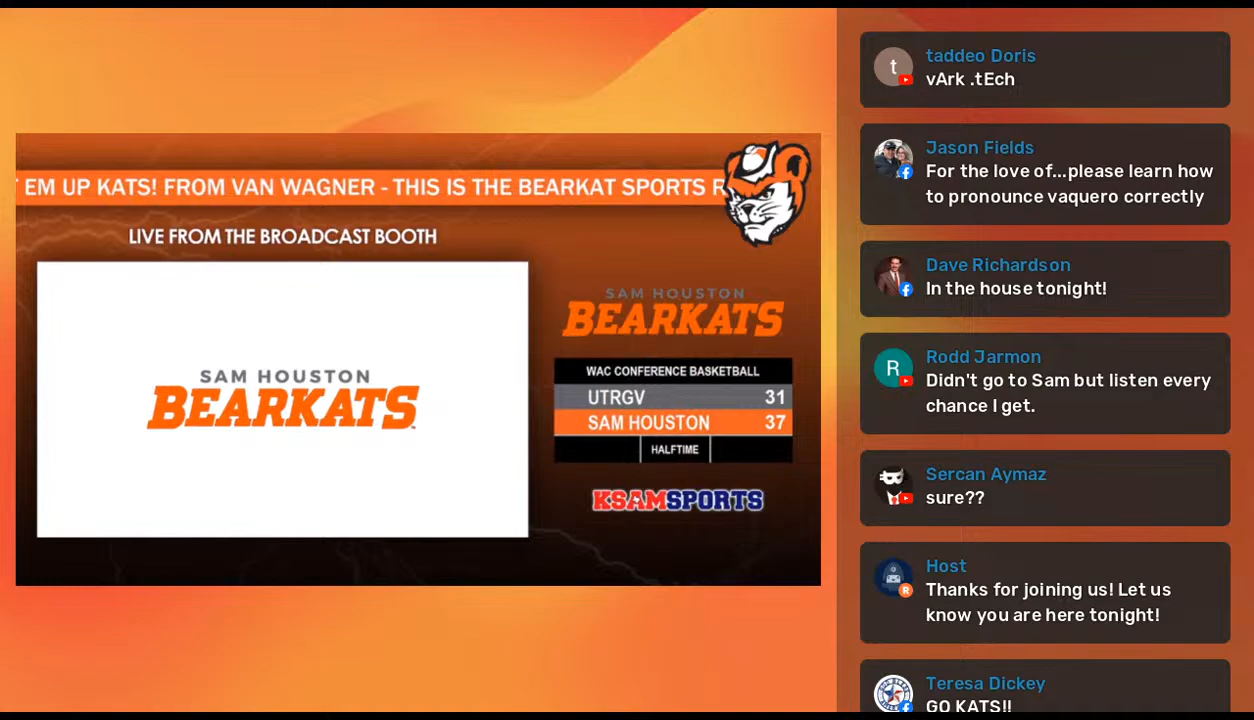 ' EM UP KATS! FROM VAN WAGNER - THIS IS THE BEARKAT SPORTS
LIVE FROM THE BROADCAST BOOTH
SAM HOUSTON
BEARKATS
SAM HOUSTON
BEARKATS
WAC CONFERENCE BASKETBALL
UTRGV 31
SAM HOUSTON 37
HALFTIME
KSAMSPORTS
t
taddeo Doris
vArk .tEch
Jason Fields
For the love of...please learn how
to pronounce vaquero correctly
Dave Richardson
In the house tonight!
R
Rodd Jarmon
Didn't go to Sam but listen every
chance I get.
Sercan Aymaz
sure??
Host
Thanks for joining us! Let us
know you are here tonight!
Teresa Dickey
GO KATS!!